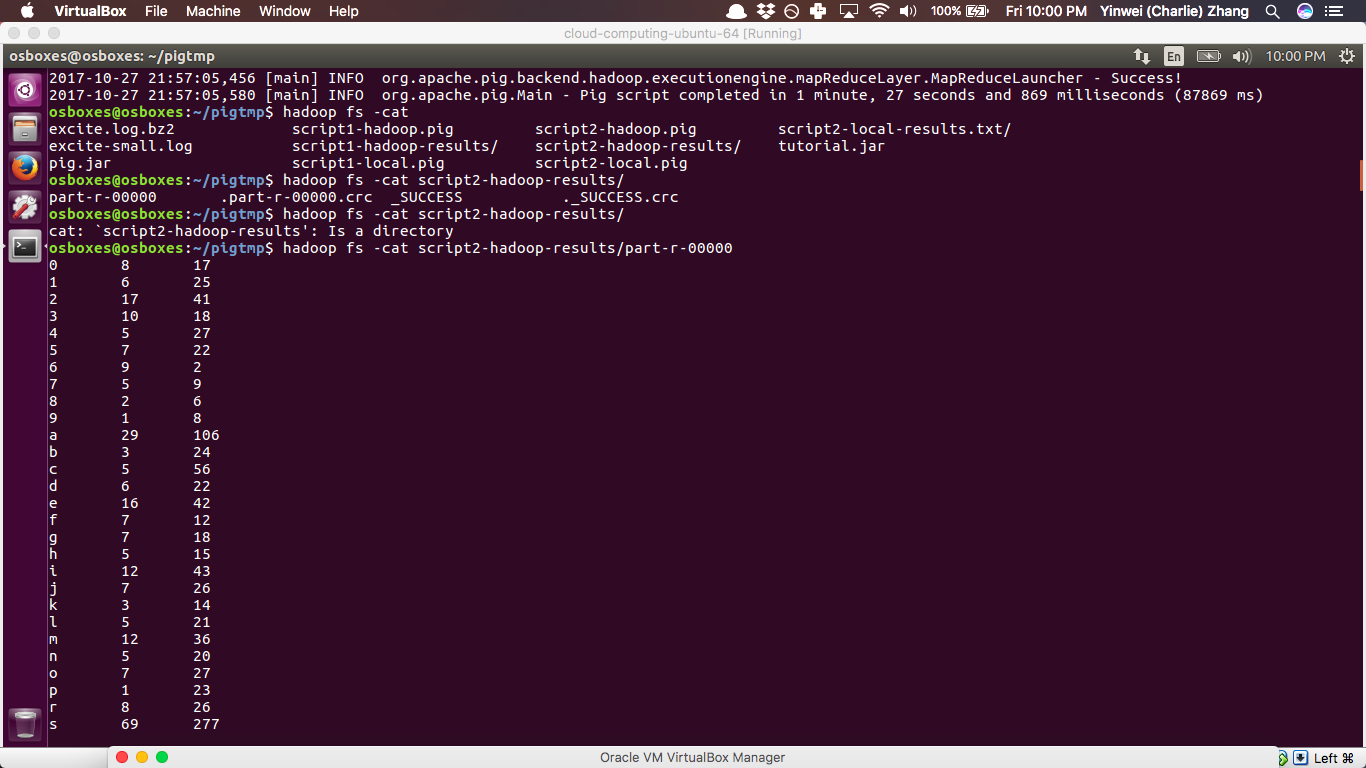 VirtualBox File Machine Window Help 100% Fri 10:00 PM Yinwei (Charlie) Zhang
cloud-computing-ubuntu-64 [Running]
osboxes@osboxes: ~/pigtmp En 10:00 PM
2017-10-27 21:57:05,456 [main] INFO  org.apache.pig.backend.hadoop.executionengine.mapReduceLayer.MapReduceLauncher - Success!
2017-10-27 21:57:05,580 [main] INFO  org.apache.pig.Main - Pig script completed in 1 minute, 27 seconds and 869 milliseconds (87869 ms)
osboxes@osboxes:~/pigtmp$ hadoop fs -cat
excite.log.bz2 script1-hadoop.pig script2-hadoop.pig script2-local-results.txt/
excite-small.log script1-hadoop-results/ script2-hadoop-results/ tutorial.jar
pig.jar script1-local.pig script2-local.pig
osboxes@osboxes:~/pigtmp$ hadoop fs -cat script2-hadoop-results/
part-r-00000 .part-r-00000.crc _SUCCESS ._SUCCESS.crc
osboxes@osboxes:~/pigtmp$ hadoop fs -cat script2-hadoop-results/
cat: `script2-hadoop-results': Is a directory
osboxes@osboxes:~/pigtmp$ hadoop fs -cat script2-hadoop-results/part-r-00000
0 8 17
1 6 25
2 17 41
3 10 18
4 5 27
5 7 22
6 9 2
7 5 9
8 2 6
9 1 8
a 29 106
b 3 24
c 5 56
d 6 22
e 16 42
f 7 12
g 7 18
h 5 15
i 12 43
j 7 26
k 3 14
l 5 21
m 12 36
n 5 20
o 7 27
p 1 23
r 8 26
s 69 277
Oracle VM VirtualBox Manager
Left ⌘